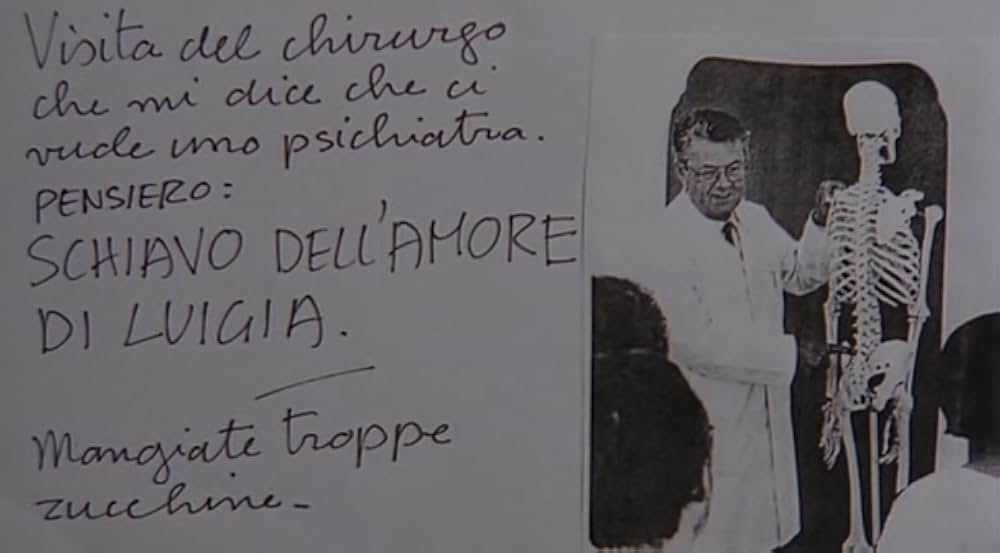 Visita del chirurgo
che mi dice che ci
vude uno psichiatra.
PENSIERO:
SCHIAVO DELL'AMORE
DI LUIGIA.
Mangiate troppe
zucchine-